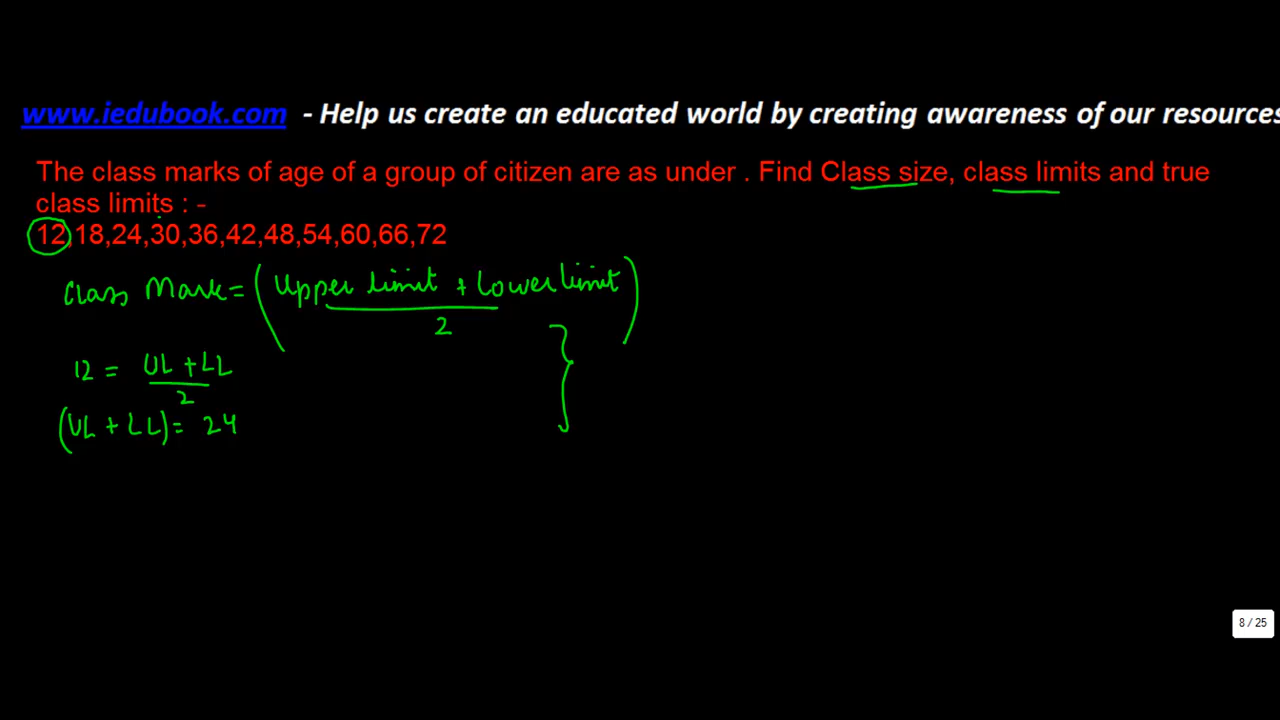 www.iedubook.com - Help us create an educated world by creating awareness of our resources
The class marks of age of a group of citizen are as under . Find Class size, class limits and true
class limits : -
12,18,24,30,36,42,48,54,60,66,72
Class Mark = (Upper limit + Lower limit)
2
12 = UL + LL
2
(UL + LL) = 24
8 / 25